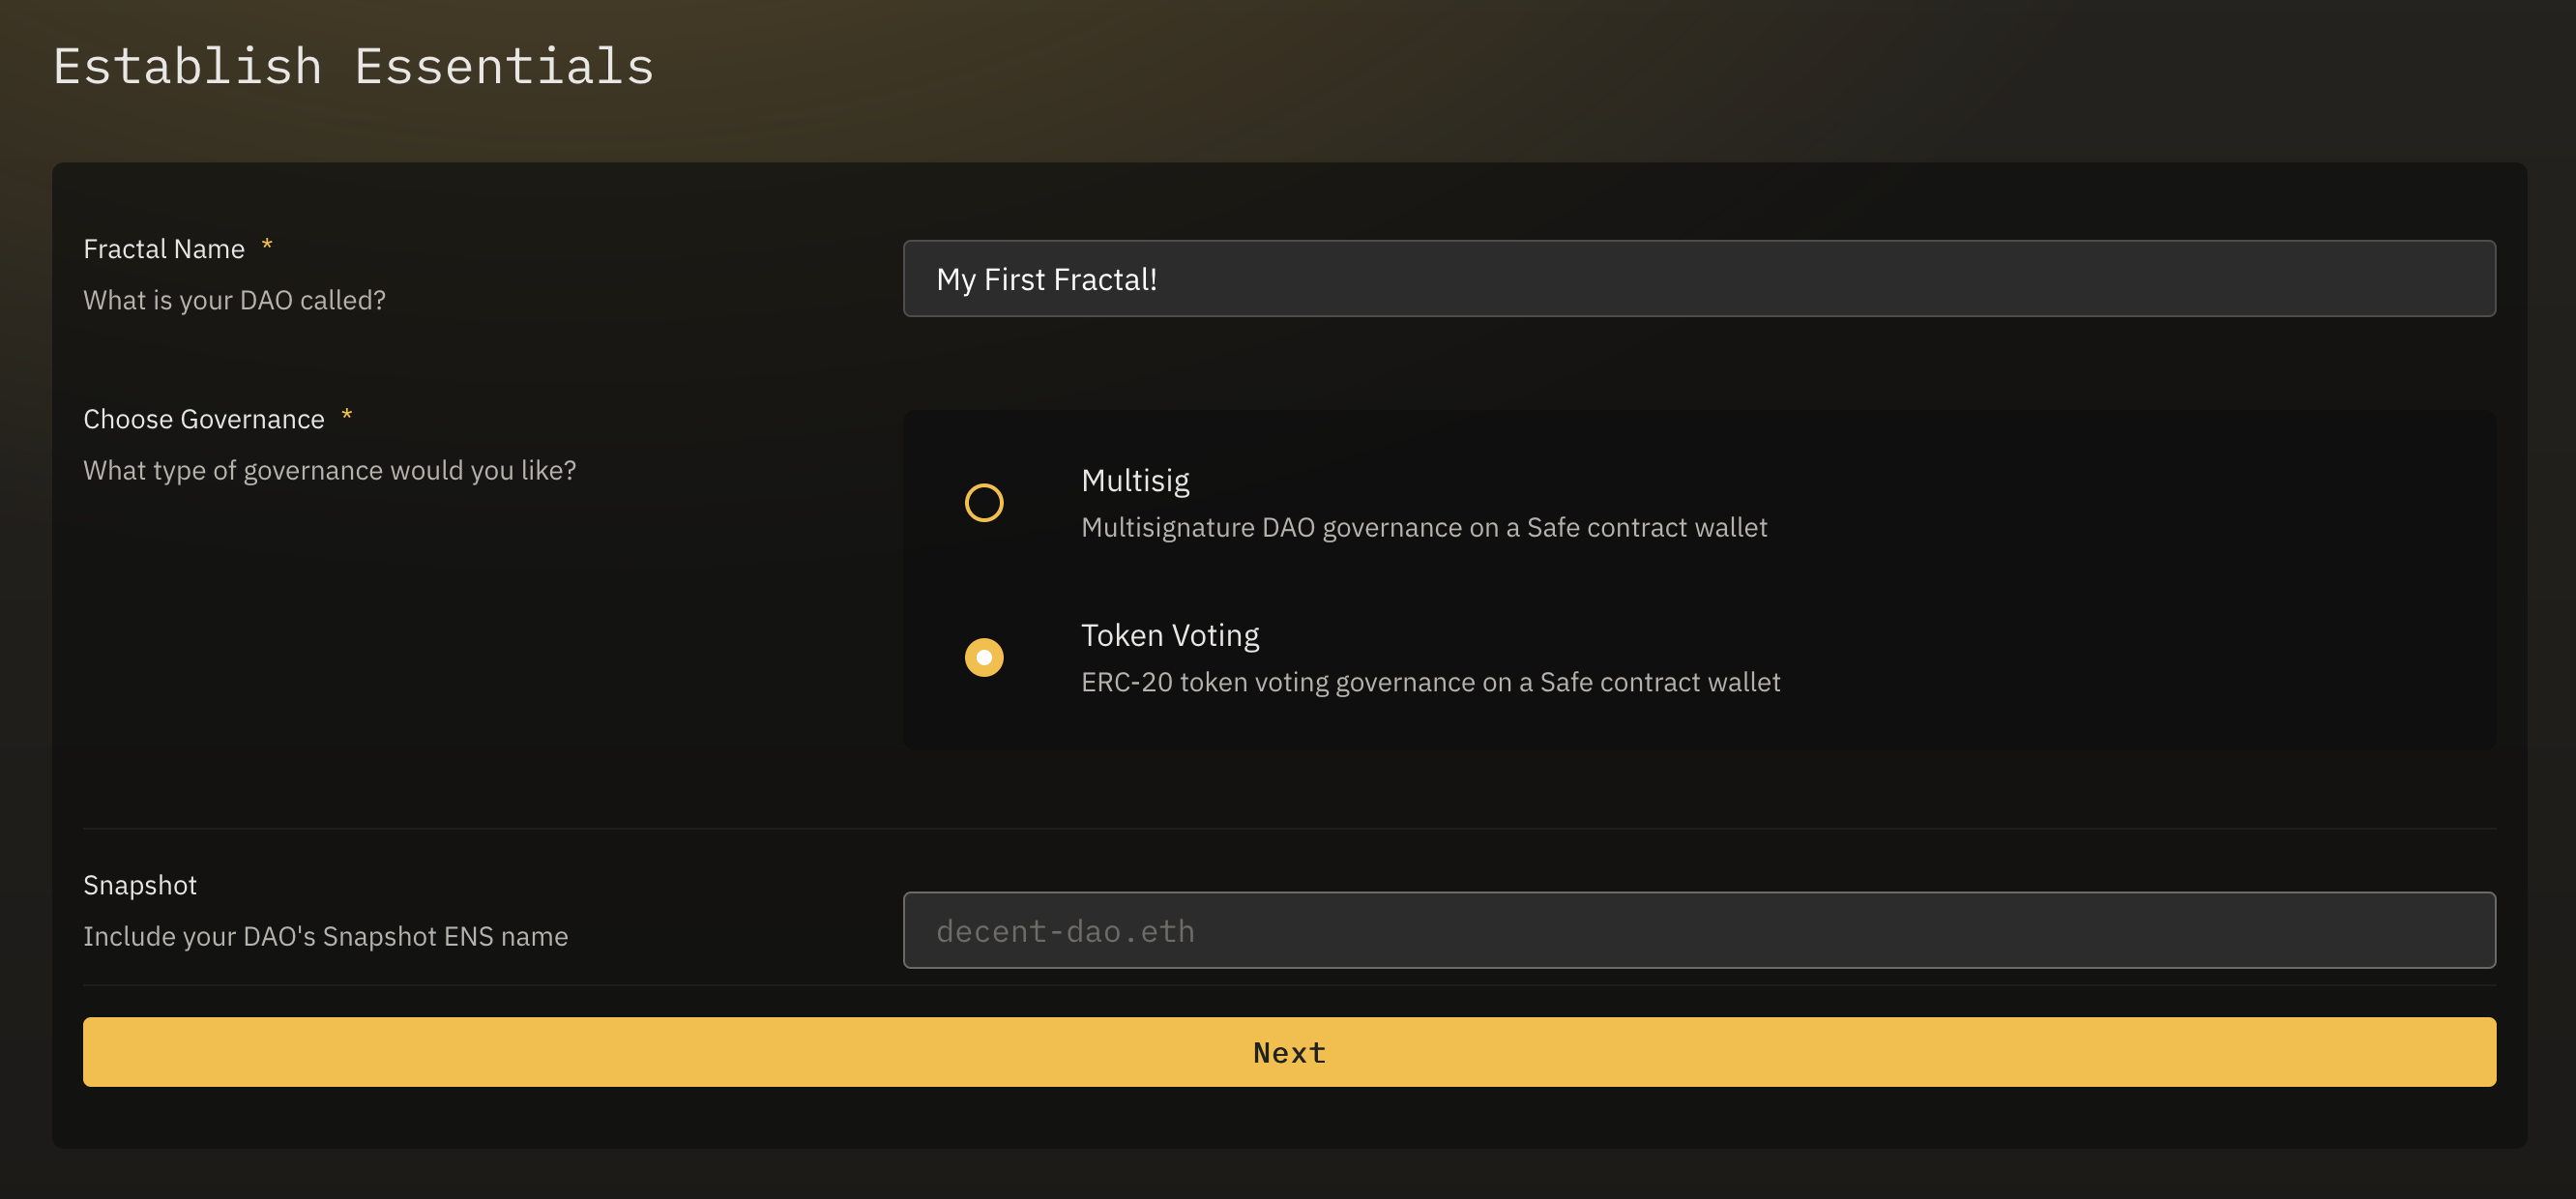 Establish Essentials
Fractal Name *
What is your DAO called?
My First Fractal!
Choose Governance *
What type of governance would you like?
Multisig
Multisignature DAO governance on a Safe contract wallet
Token Voting
ERC-20 token voting governance on a Safe contract wallet
Snapshot
Include your DAO's Snapshot ENS name
decent-dao.eth
Next